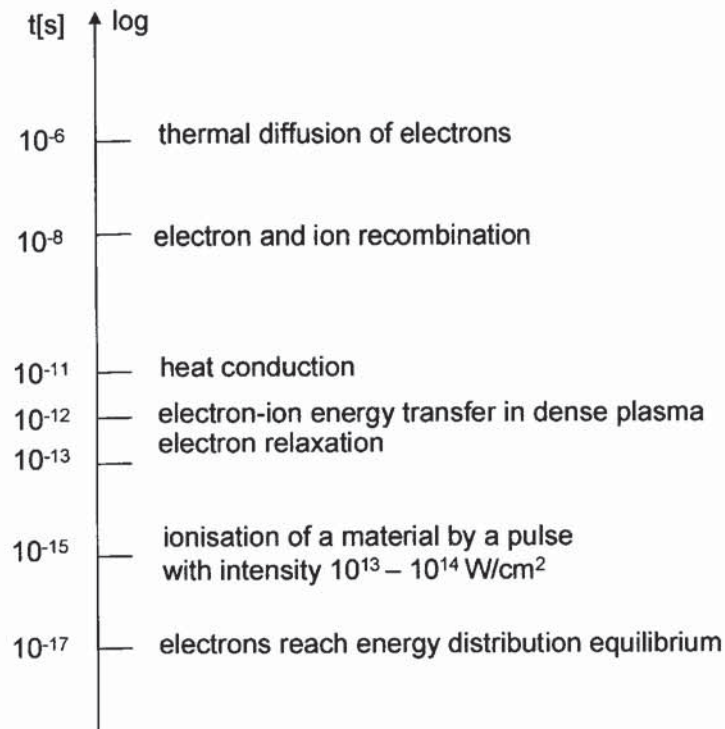 t[s] log
10⁻⁶ thermal diffusion of electrons
10⁻⁸ electron and ion recombination
10⁻¹¹ heat conduction
10⁻¹² electron-ion energy transfer in dense plasma
10⁻¹³ electron relaxation
10⁻¹⁵ ionisation of a material by a pulse
with intensity 10¹³ – 10¹⁴ W/cm²
10⁻¹⁷ electrons reach energy distribution equilibrium